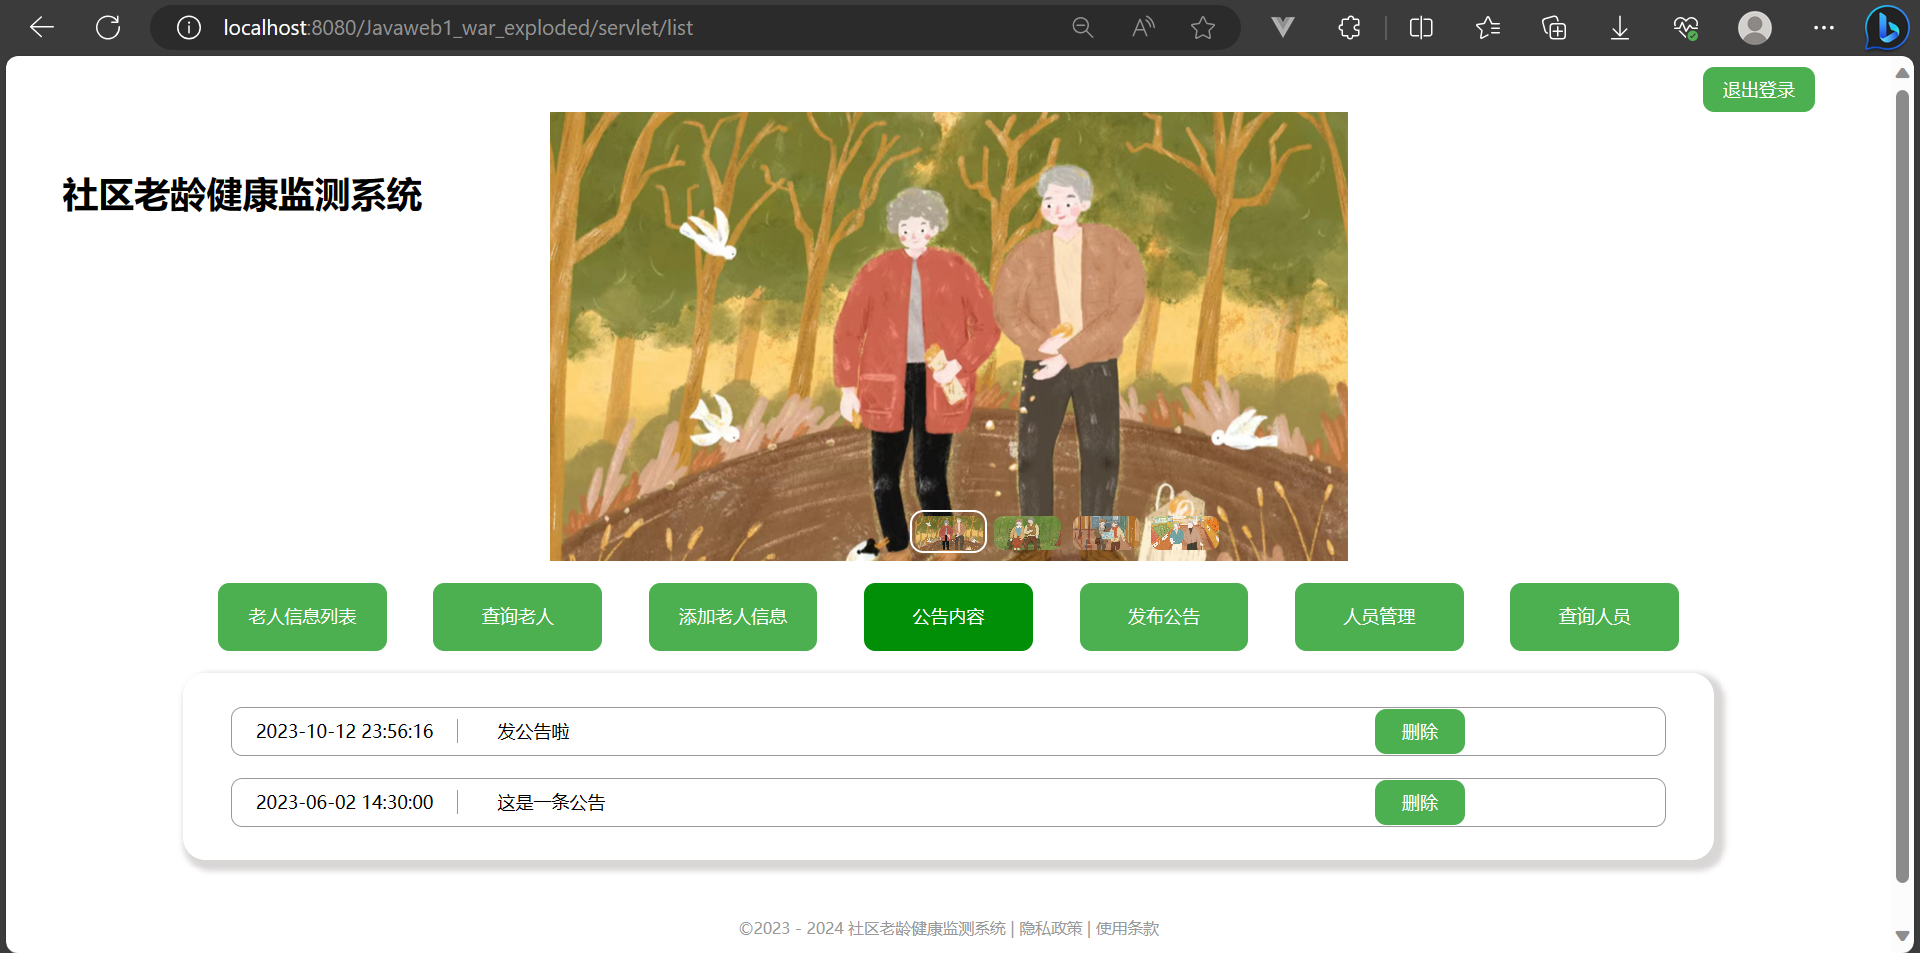 localhost:8080/Javaweb1_war_exploded/servlet/list
退出登录
社区老龄健康监测系统
老人信息列表
查询老人
添加老人信息
公告内容
发布公告
人员管理
查询人员
2023-10-12 23:56:16
发公告啦
删除
2023-06-02 14:30:00
这是一条公告
删除
©2023 - 2024 社区老龄健康监测系统 | 隐私政策 | 使用条款